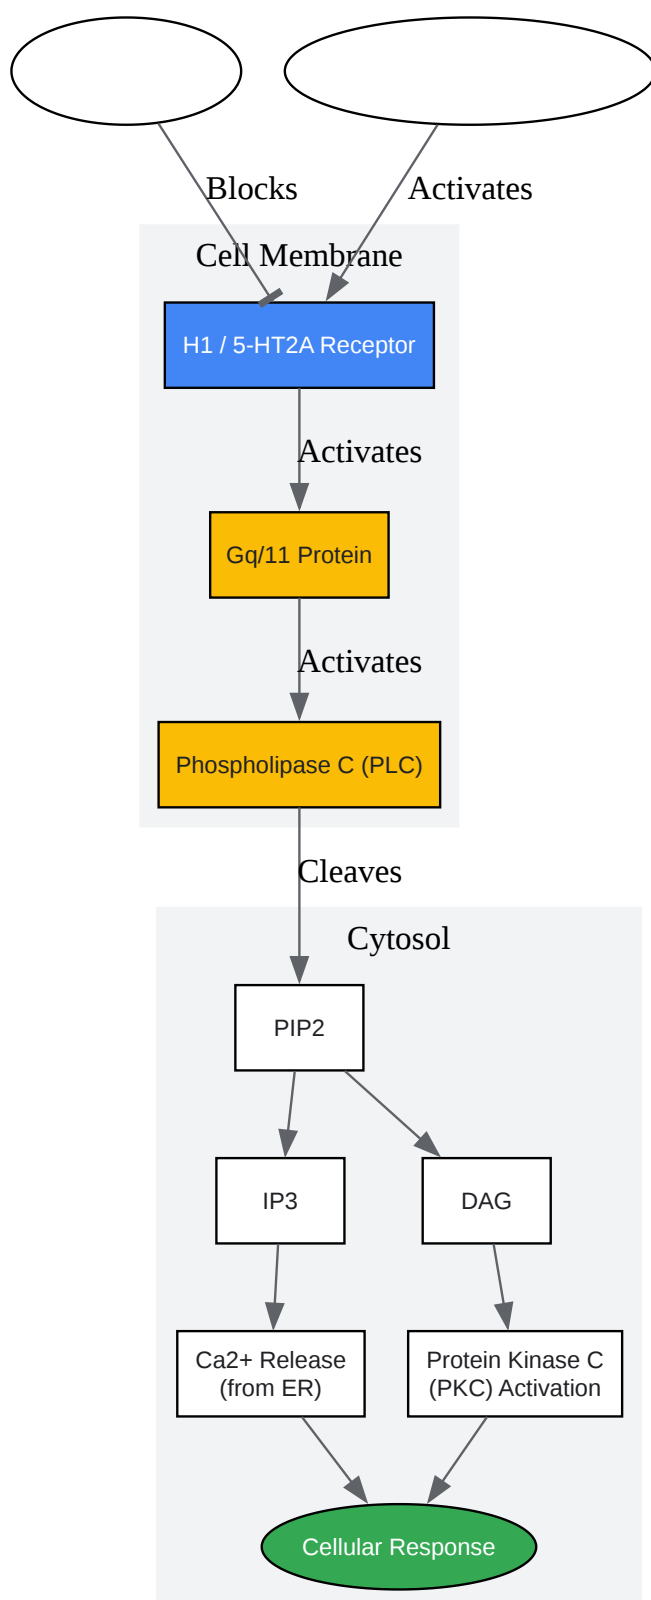 Blocks
Activates
Cell Membrane
H1 / 5-HT2A Receptor
Activates
Gq/11 Protein
Activates
Phospholipase C (PLC)
Cleaves
Cytosol
PIP2
IP3
DAG
Ca2+ Release
(from ER)
Protein Kinase C
(PKC) Activation
Cellular Response